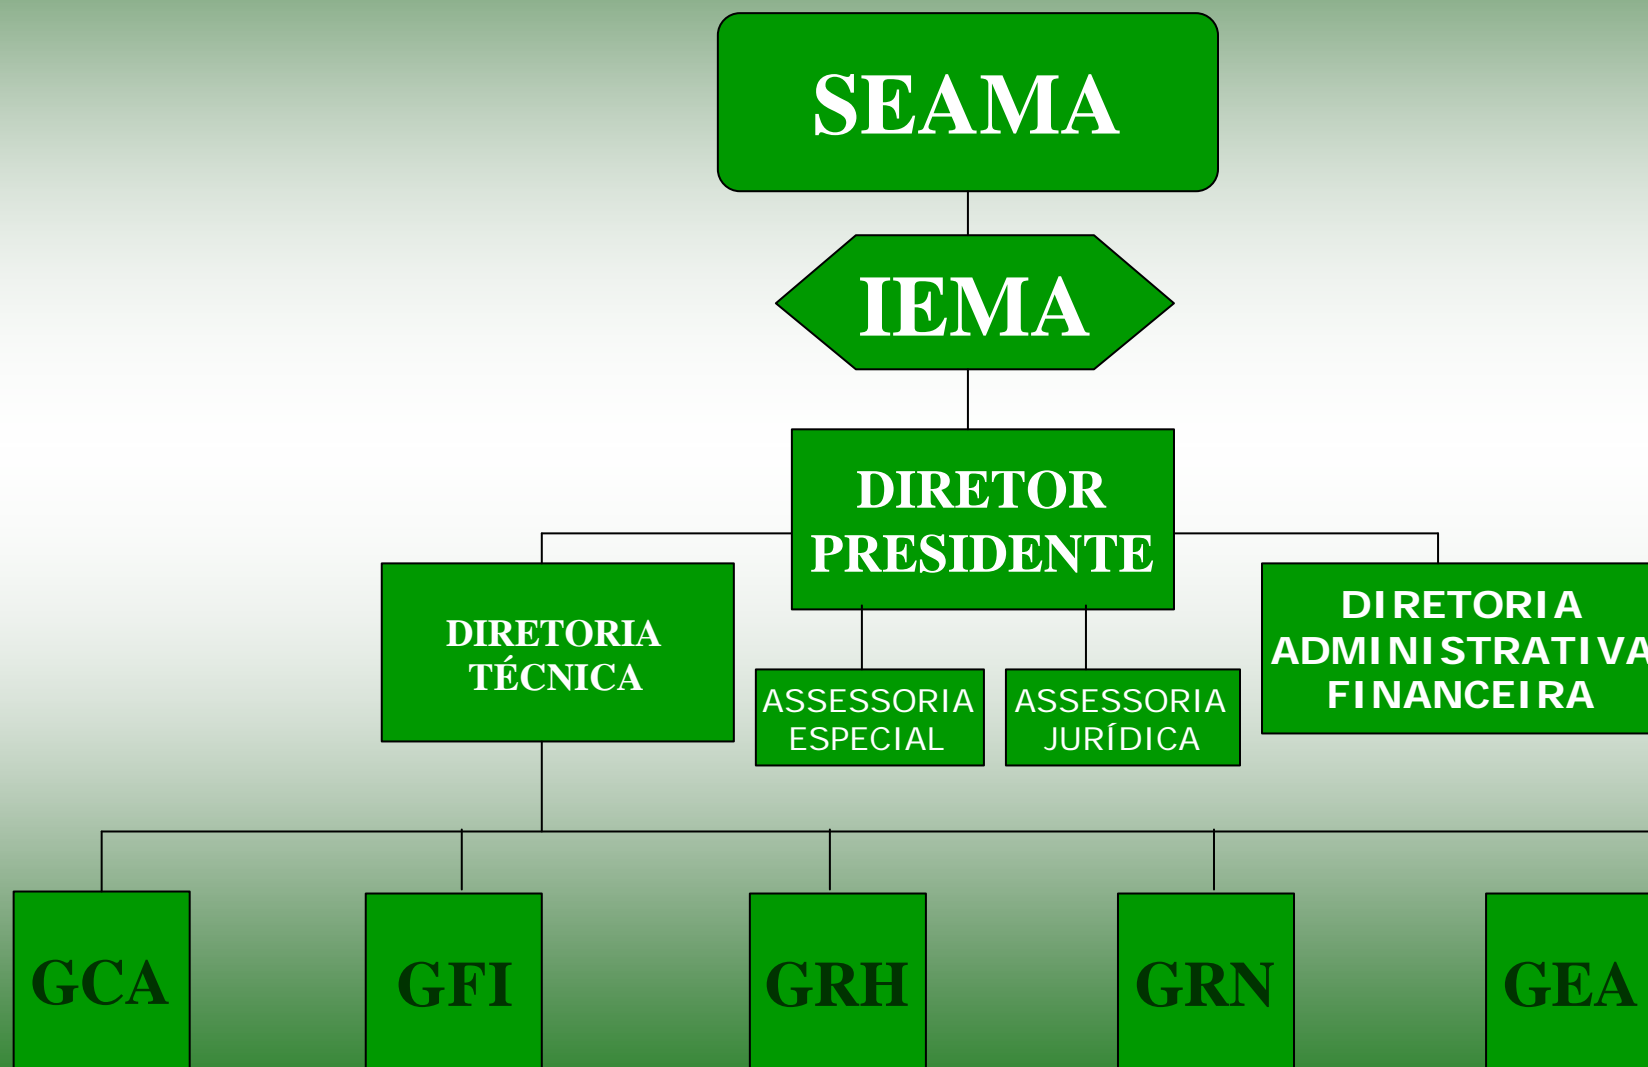 SEAMA
IEMA
DIRETOR
PRESIDENTE
DIRETORIA
TÉCNICA
ASSESSORIA
ESPECIAL
ASSESSORIA
JURÍDICA
DIRETORIA
ADMINISTRATIVA
FINANCEIRA
GCA
GFI
GRH
GRN
GEA